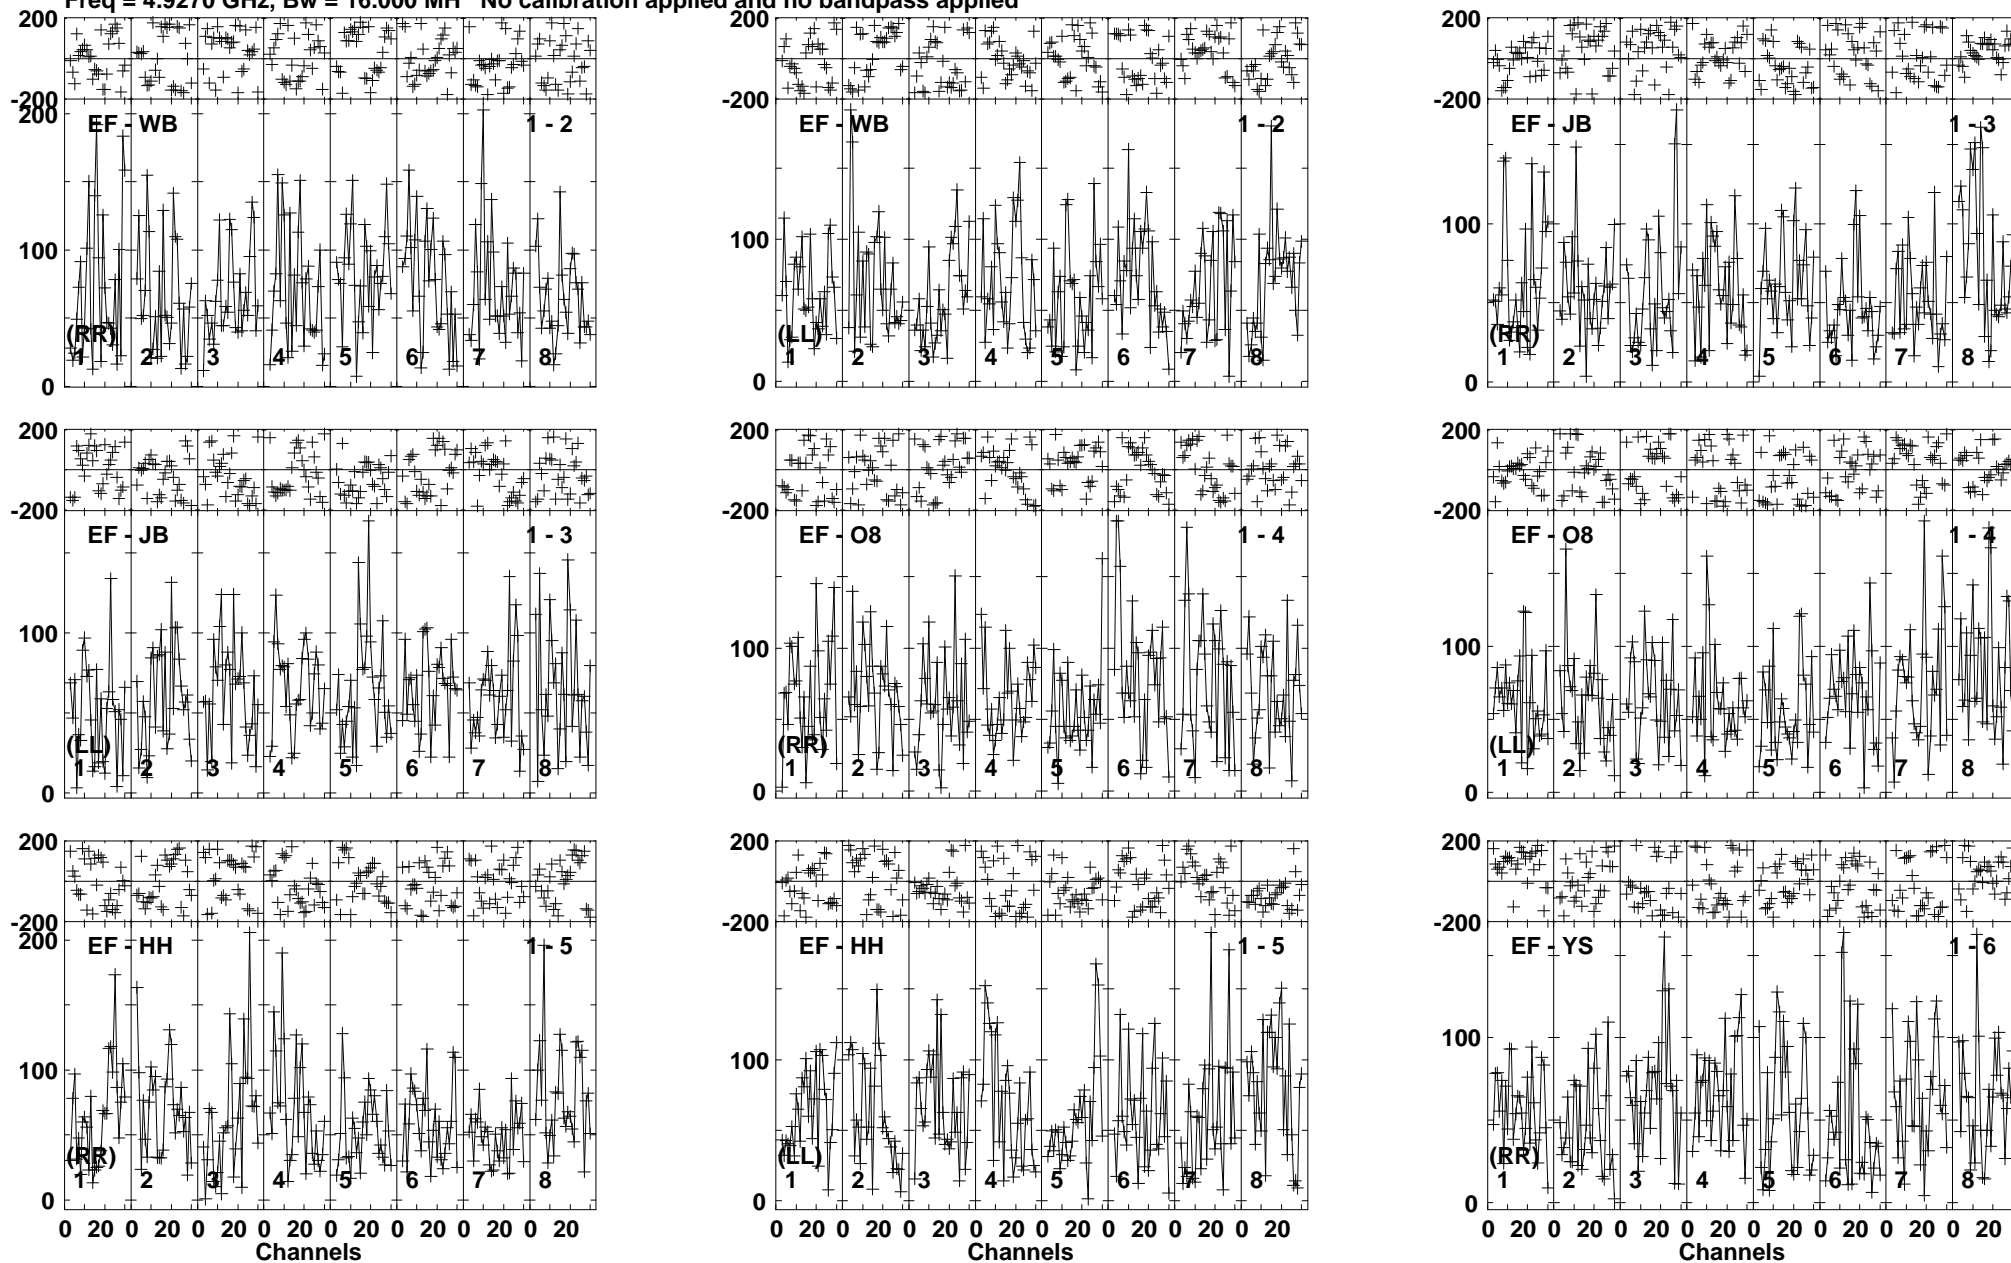 Freq = 4.9270 GHz, Bw = 16.000 MH No calibration applied and no bandpass applied
200 200 200
-200 -200 -200
200 EF - WB 1 - 2 EF - WB 1 - 2 EF - JB 1 - 3
100 100 100
(RR) (LL) (RR)
1 2 3 4 5 6 7 8 1 2 3 4 5 6 7 8 1 2 3 4 5 6 7 8
0 0 0
200 200 200
-200 -200 -200
EF - JB 1 - 3 EF - O8 1 - 4 EF - O8 1 - 4
100 100 100
(LL) (RR) (LL)
1 2 3 4 5 6 7 8 1 2 3 4 5 6 7 8 1 2 3 4 5 6 7 8
0 0 0
200 200 200
-200 -200 -200
200 EF - HH 1 - 5 EF - HH 1 - 5 EF - YS 1 - 6
100 100 100
(RR) (LL) (RR)
1 2 3 4 5 6 7 8 1 2 3 4 5 6 7 8 1 2 3 4 5 6 7 8
0 0 0
0 20 0 20 0 20 0 20 0 20 0 20 0 20 0 20 0 20 0 20 0 20 0 20 0 20 0 20 0 20 0 20 0 20 0 20 0 20 0 20 0 20 0 20 0 20 0 20
Channels Channels Channels